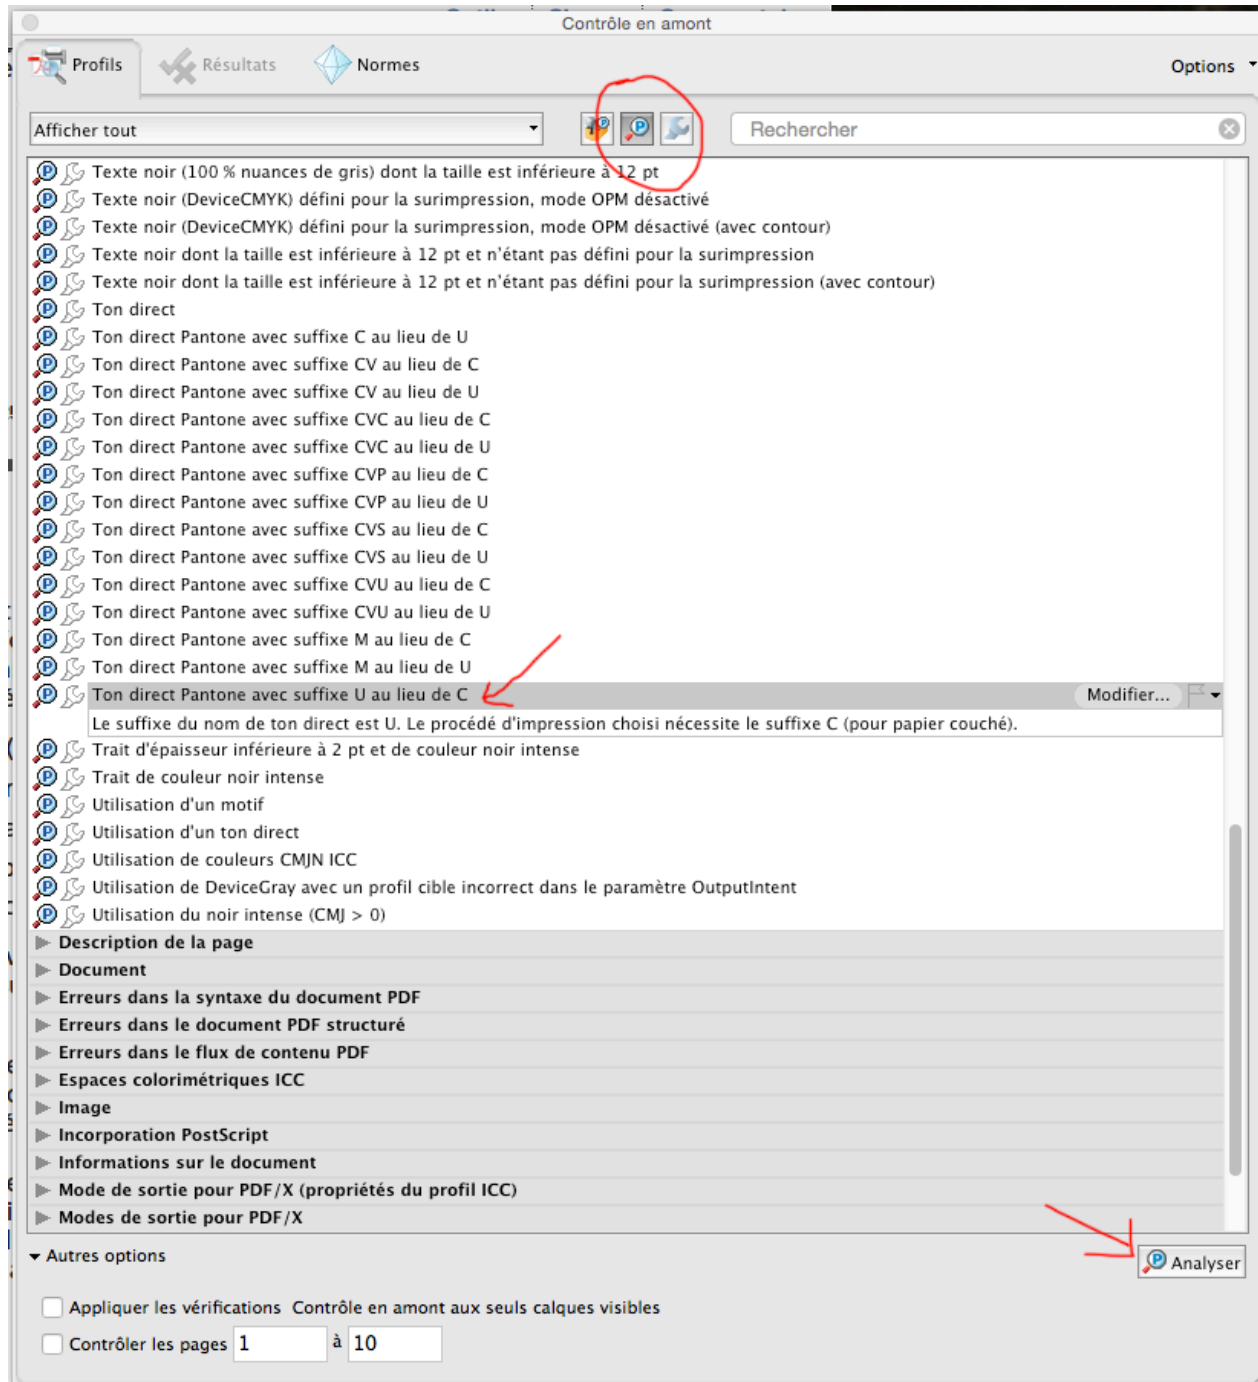 Contrôle en amont
Profils Résultats Normes Options
Afficher tout Rechercher
Texte noir (100 % nuances de gris) dont la taille est inférieure à 12 pt
Texte noir (DeviceCMYK) défini pour la surimpression, mode OPM désactivé
Texte noir (DeviceCMYK) défini pour la surimpression, mode OPM désactivé (avec contour)
Texte noir dont la taille est inférieure à 12 pt et n'étant pas défini pour la surimpression
Texte noir dont la taille est inférieure à 12 pt et n'étant pas défini pour la surimpression (avec contour)
Ton direct
Ton direct Pantone avec suffixe C au lieu de U
Ton direct Pantone avec suffixe CV au lieu de C
Ton direct Pantone avec suffixe CV au lieu de U
Ton direct Pantone avec suffixe CVC au lieu de C
Ton direct Pantone avec suffixe CVC au lieu de U
Ton direct Pantone avec suffixe CVP au lieu de C
Ton direct Pantone avec suffixe CVP au lieu de U
Ton direct Pantone avec suffixe CVS au lieu de C
Ton direct Pantone avec suffixe CVS au lieu de U
Ton direct Pantone avec suffixe CVU au lieu de C
Ton direct Pantone avec suffixe CVU au lieu de U
Ton direct Pantone avec suffixe M au lieu de C
Ton direct Pantone avec suffixe M au lieu de U
Ton direct Pantone avec suffixe U au lieu de C Modifier...
Le suffixe du nom de ton direct est U. Le procédé d'impression choisi nécessite le suffixe C (pour papier couché).
Trait d'épaisseur inférieure à 2 pt et de couleur noir intense
Trait de couleur noir intense
Utilisation d'un motif
Utilisation d'un ton direct
Utilisation de couleurs CMJN ICC
Utilisation de DeviceGray avec un profil cible incorrect dans le paramètre OutputIntent
Utilisation du noir intense (CMJ > 0)
Description de la page
Document
Erreurs dans la syntaxe du document PDF
Erreurs dans le document PDF structuré
Erreurs dans le flux de contenu PDF
Espaces colorimétriques ICC
Image
Incorporation PostScript
Informations sur le document
Mode de sortie pour PDF/X (propriétés du profil ICC)
Modes de sortie pour PDF/X
Autres options Analyser
Appliquer les vérifications Contrôle en amont aux seuls calques visibles
Contrôler les pages 1 à 10